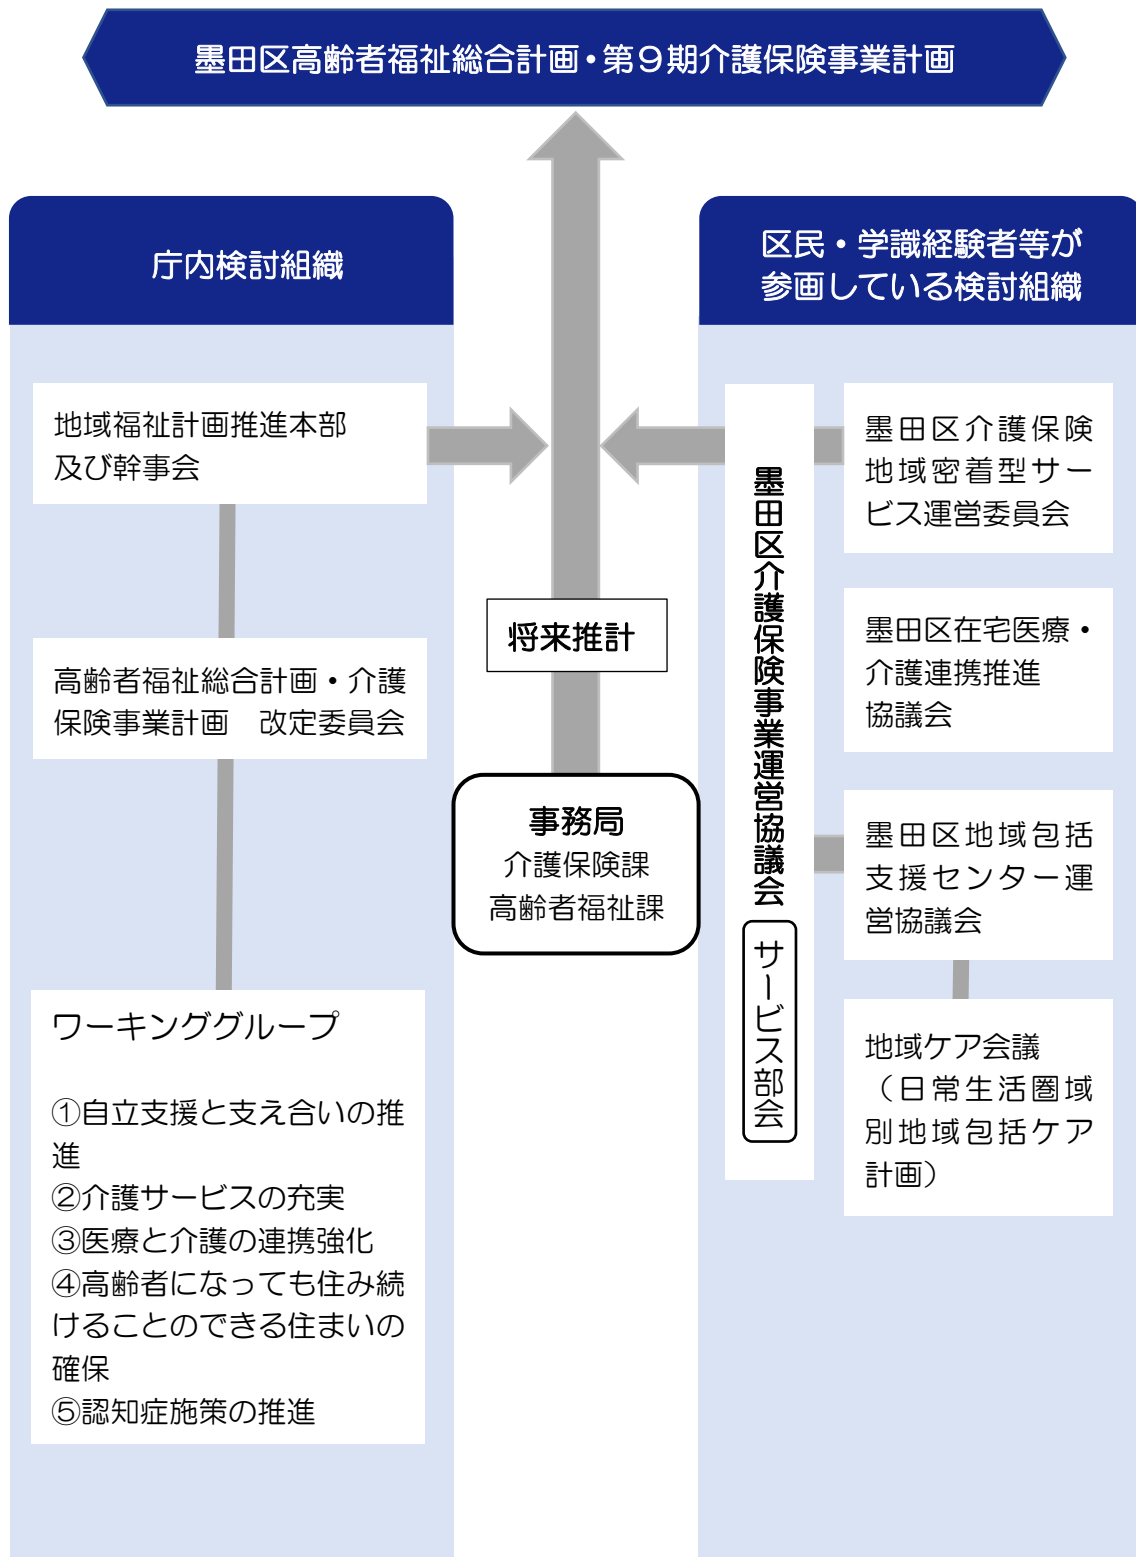 墨田区高齢者福祉総合計画・第９期介護保険事業計画
庁内検討組織
地域福祉計画推進本部
及び幹事会
高齢者福祉総合計画・介護
保険事業計画　改定委員会
ワーキンググループ
①自立支援と支え合いの推
進
②介護サービスの充実
③医療と介護の連携強化
④高齢者になっても住み続
けることのできる住まいの
確保
⑤認知症施策の推進
将来推計
事務局
介護保険課
高齢者福祉課
区民・学識経験者等が
参画している検討組織
墨田区介護保険事業運営協議会
サービス部会
墨田区介護保険
地域密着型サー
ビス運営委員会
墨田区在宅医療・
介護連携推進
協議会
墨田区地域包括
支援センター運
営協議会
地域ケア会議
（日常生活圏域
別地域包括ケア
計画）